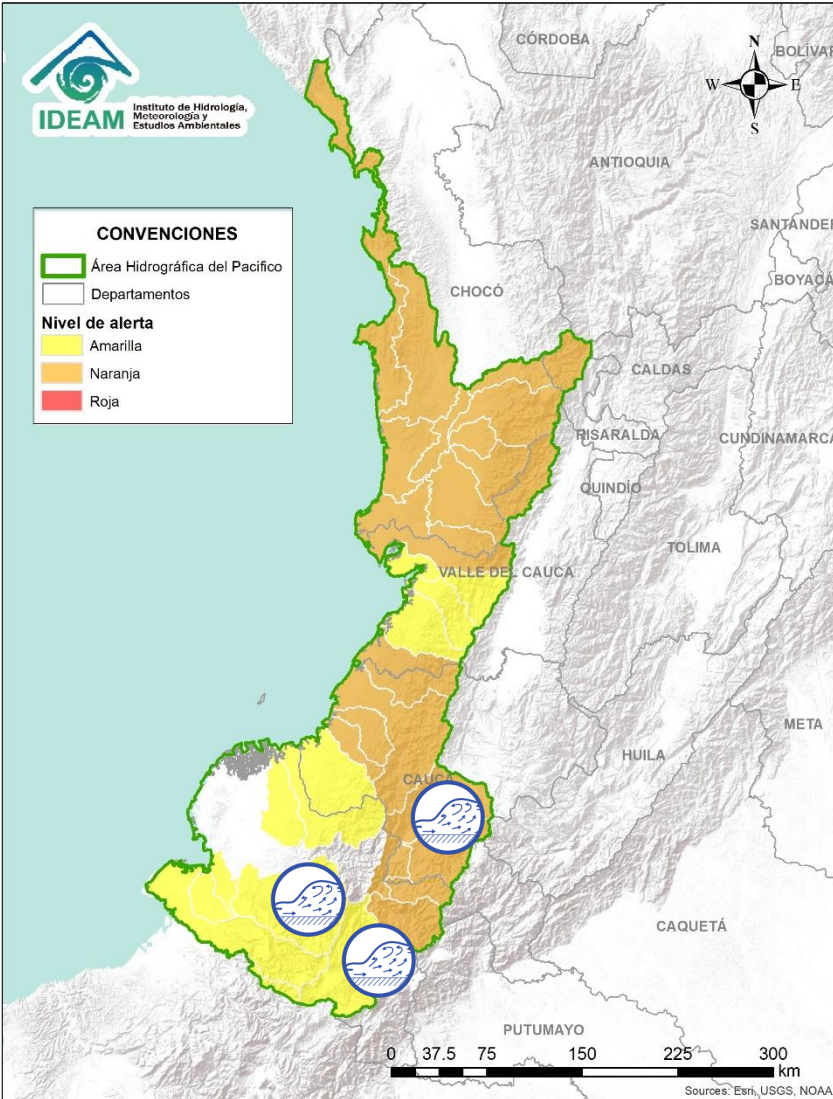 IDEAM
Instituto de Hidrología,
Meteorología y
Estudios Ambientales
CONVENCIONES
Área Hidrográfica del Pacifico
Departamentos
Nivel de alerta
Amarilla
Naranja
Roja
N
W
E
S
CÓRDOBA
BOLÍVAR
ANTIOQUIA
SANTANDER
BOYACÁ
CHOCÓ
CALDAS
RISARALDA
CUNDINAMARCA
QUINDÍO
TOLIMA
VALLE DEL CAUCA
META
HUILA
CAUCA
CAQUETÁ
PUTUMAYO
0 37.5 75 150 225 300
km
Sources: Esri, USGS, NOAA